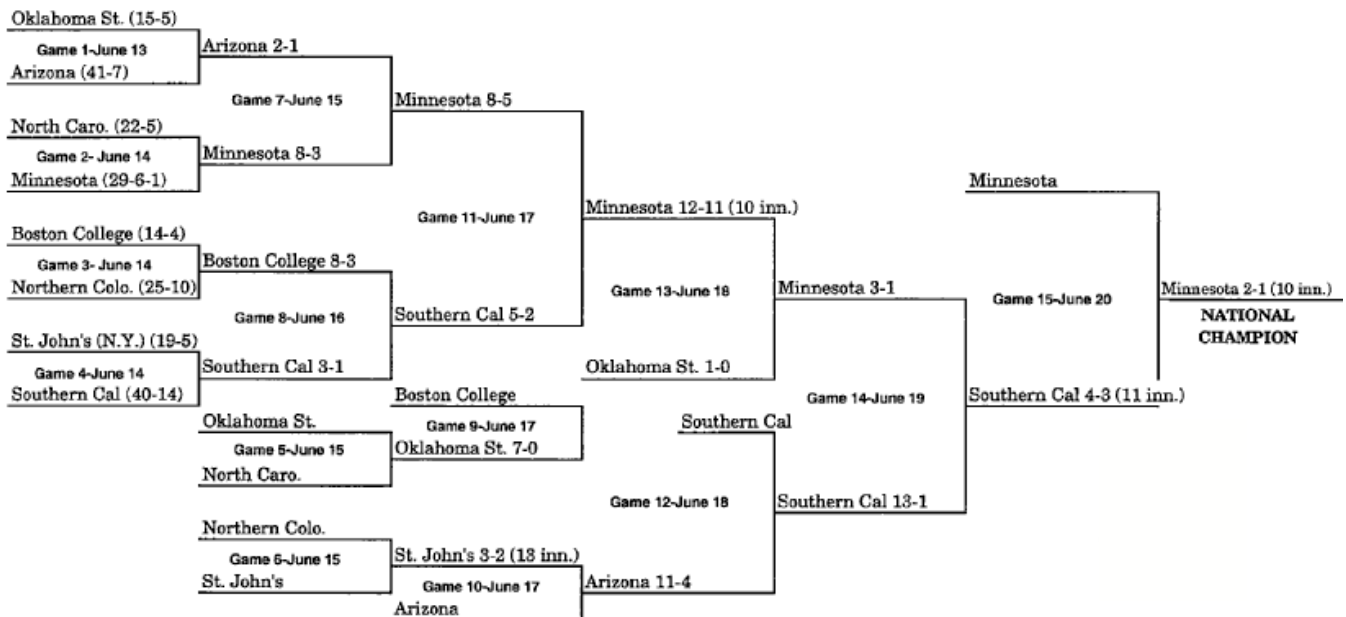 Oklahoma St. (15-5)
Game 1-June 13
Arizona (41-7)
Arizona 2-1
Game 7-June 15
North Caro. (22-5)
Game 2- June 14
Minnesota (29-6-1)
Minnesota 8-3
Minnesota 8-5
Game 11-June 17
Boston College (14-4)
Game 3- June 14
Northern Colo. (25-10)
Boston College 8-3
Game 8-June 16
St. John's (N.Y.) (19-5)
Game 4-June 14
Southern Cal (40-14)
Southern Cal 3-1
Southern Cal 5-2
Minnesota 12-11 (10 inn.)
Game 13-June 18
Oklahoma St. 1-0
Minnesota 3-1
Oklahoma St.
Game 5-June 15
North Caro.
Boston College
Game 9-June 17
Oklahoma St. 7-0
Northern Colo.
Game 6-June 15
St. John's
St. John's 3-2 (13 inn.)
Game 10-June 17
Arizona
Arizona 11-4
Southern Cal
Game 12-June 18
Southern Cal 13-1
Game 14-June 19
Minnesota
Game 15-June 20
Southern Cal 4-3 (11 inn.)
Minnesota 2-1 (10 inn.)
NATIONAL
CHAMPION